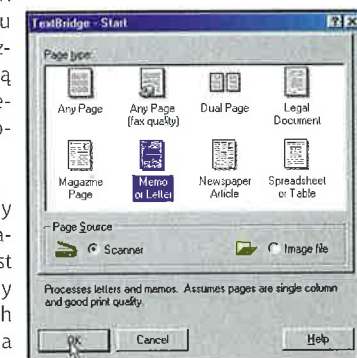 u
z-
ą
e-
o-
y
a-
st
y
h
a
TextBridge - Start
Page type:
Any Page
Any Page (fax quality)
Dual Page
Legal Document
Magazine Page
Memo or Letter
Newspaper Article
Spreadsheet or Table
Page Source
Scanner
Image file
Processes letters and memos. Assumes pages are single column
and good print quality.
OK
Cancel
Help